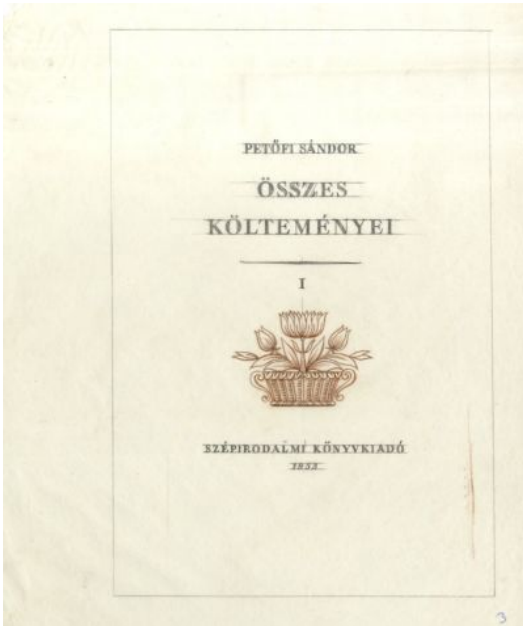 PETŐFI SÁNDOR
ÖSSZES
KÖLTEMÉNYEI
I
SZÉPIRODALMI KÖNYVKIADÓ
3